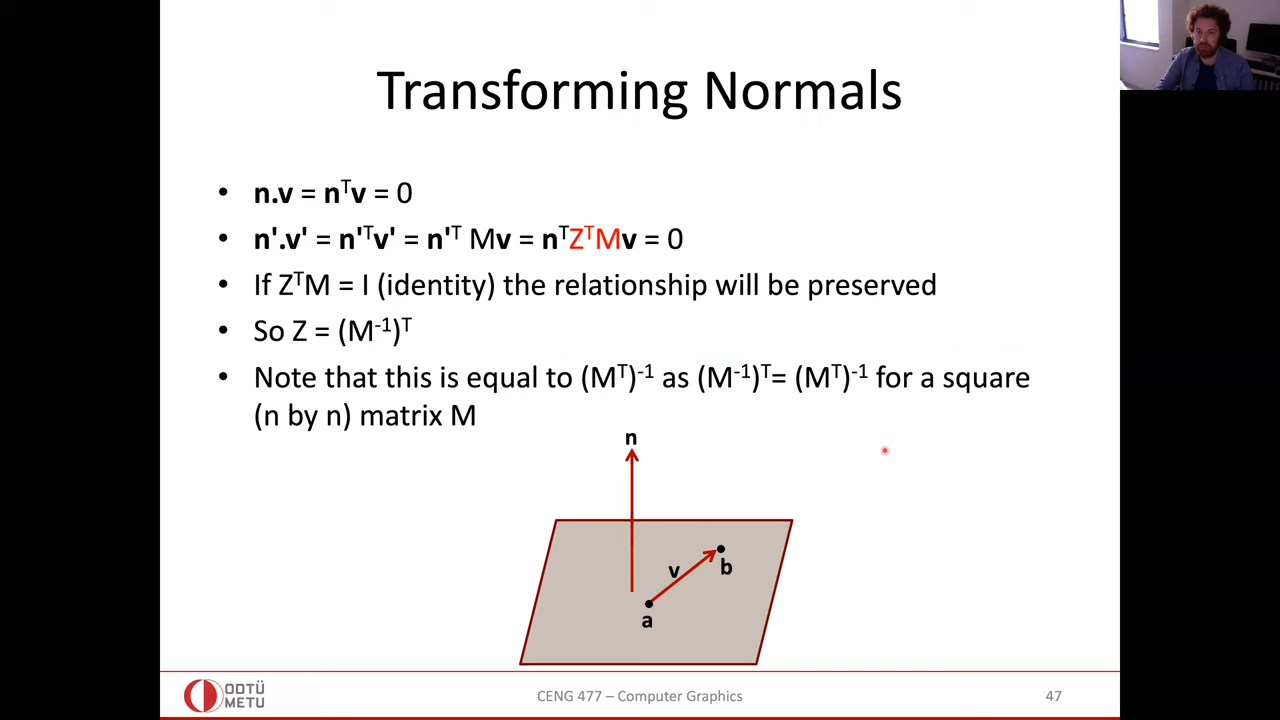 Transforming Normals
• n.v = nᵀv = 0
• n'.v' = n'ᵀv' = n'ᵀ Mv = nᵀZᵀMv = 0
• If ZᵀM = I (identity) the relationship will be preserved
• So Z = (M⁻¹)ᵀ
• Note that this is equal to (Mᵀ)⁻¹ as (M⁻¹)ᵀ= (Mᵀ)⁻¹ for a square
(n by n) matrix M
n
v
b
a
ODTÜ
METU
CENG 477 – Computer Graphics
47